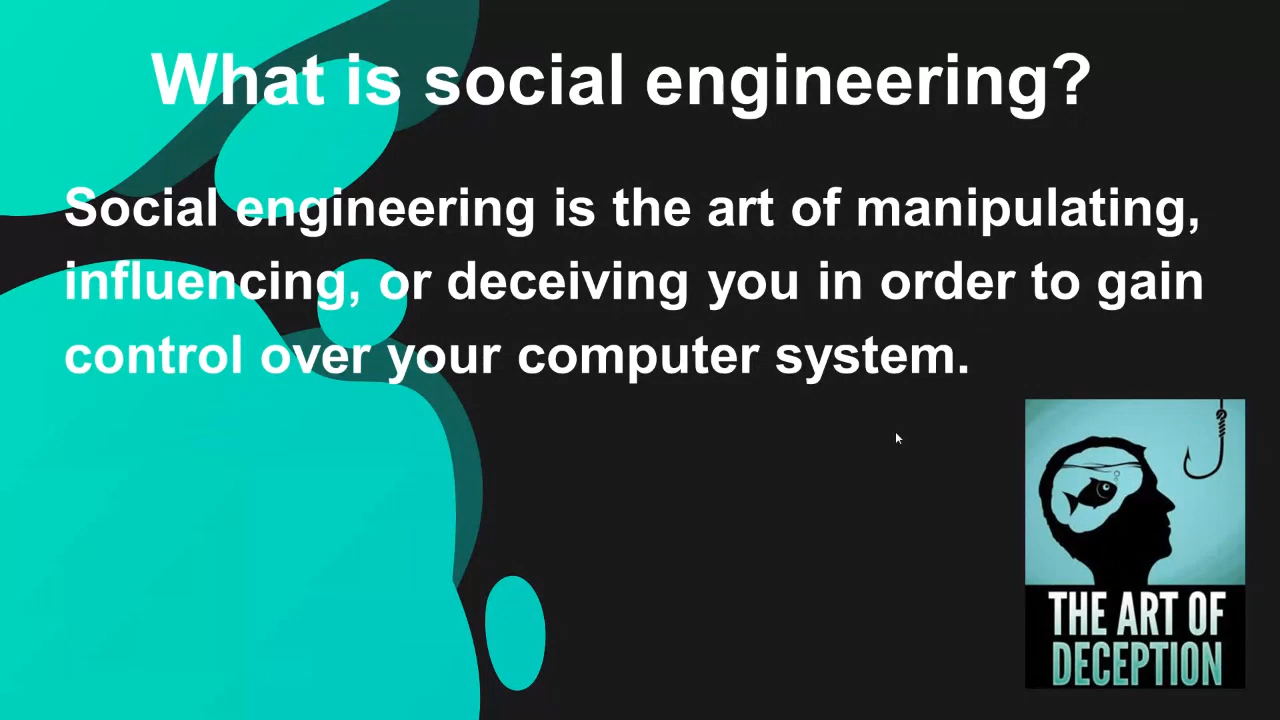 What is social engineering?
Social engineering is the art of manipulating,
influencing, or deceiving you in order to gain
control over your computer system.
THE ART OF
DECEPTION